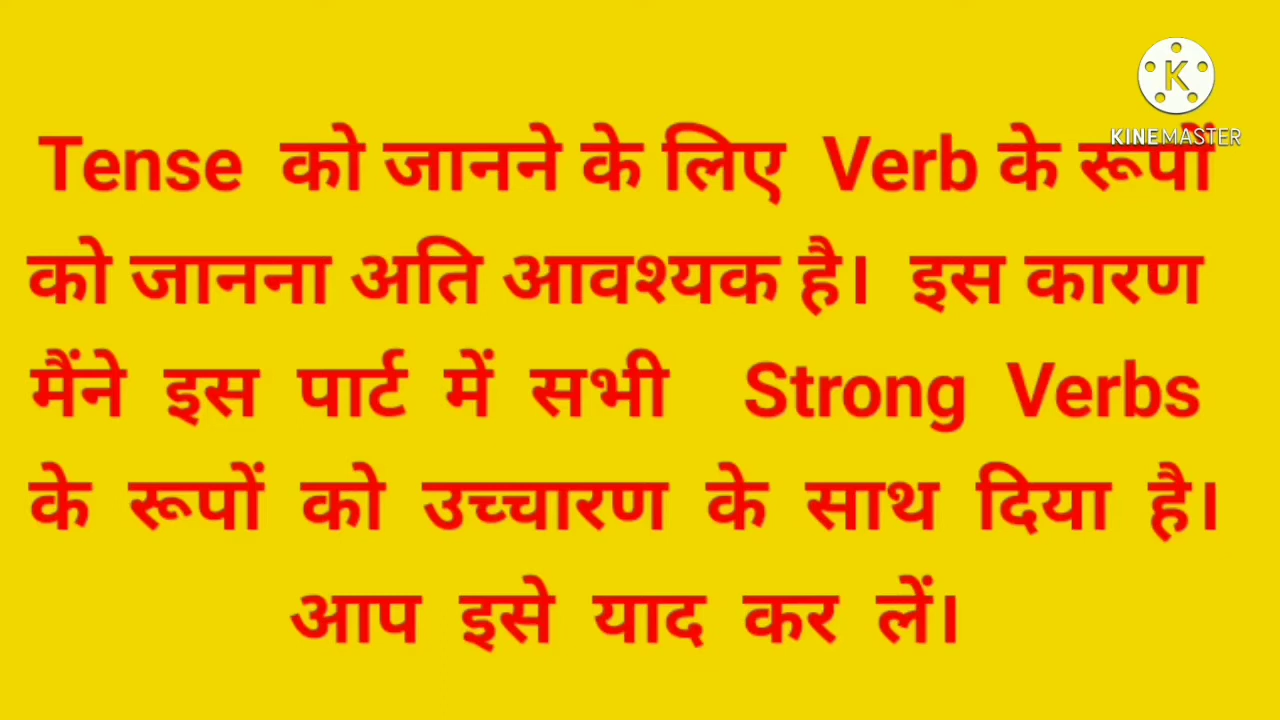 KINEMASTER
Tense को जानने के लिए Verb के रूपों
को जानना अति आवश्यक है। इस कारण
मैंने इस पार्ट में सभी Strong Verbs
के रूपों को उच्चारण के साथ दिया है।
आप इसे याद कर लें।